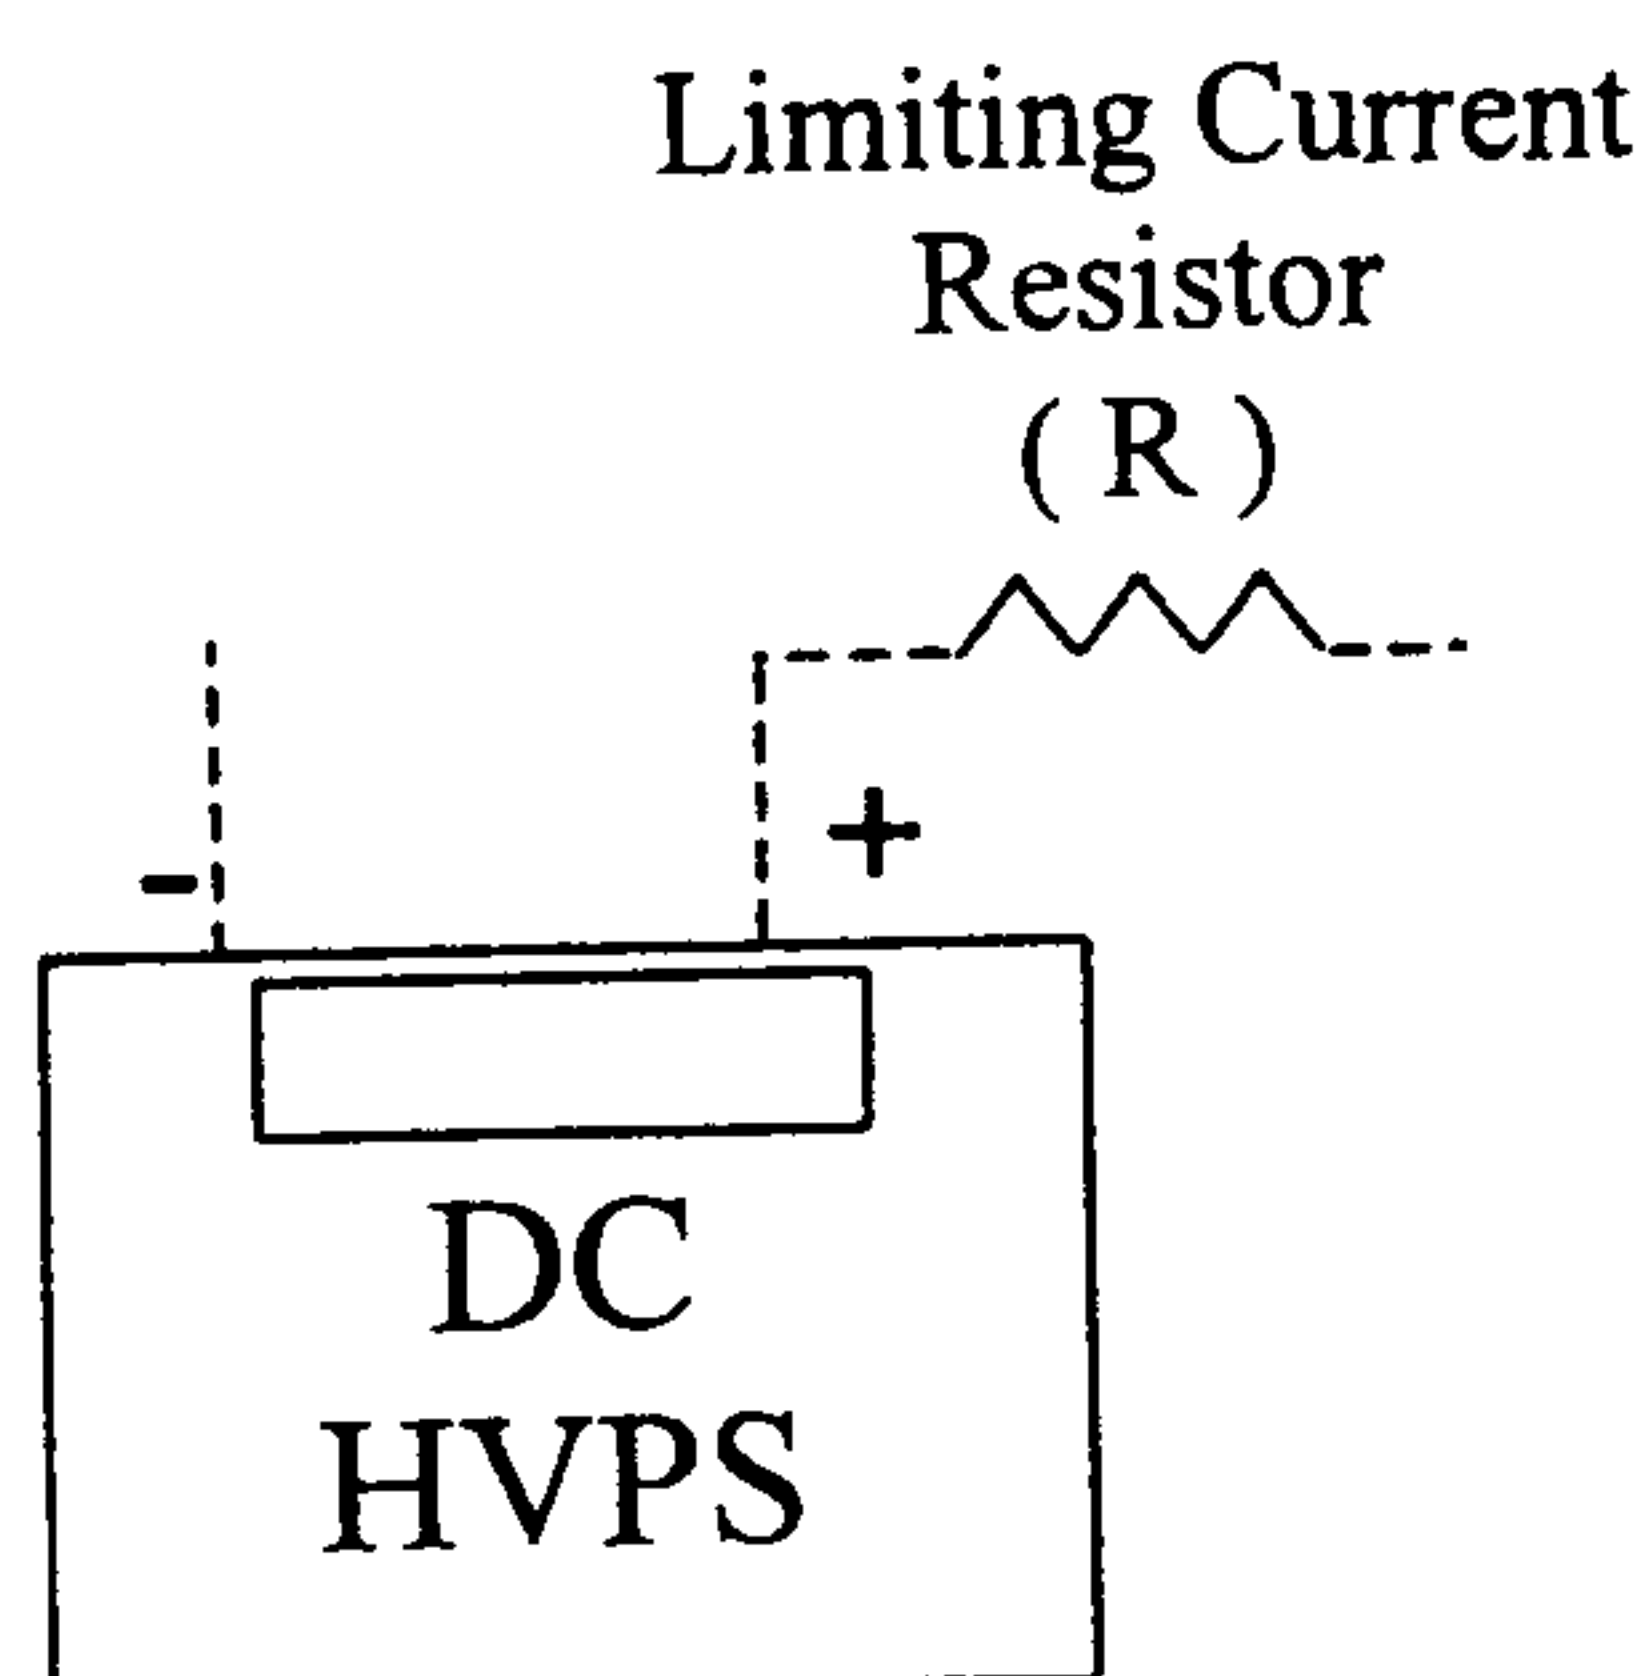 Limiting Current
Resistor
( R )
- +
DC
HVPS